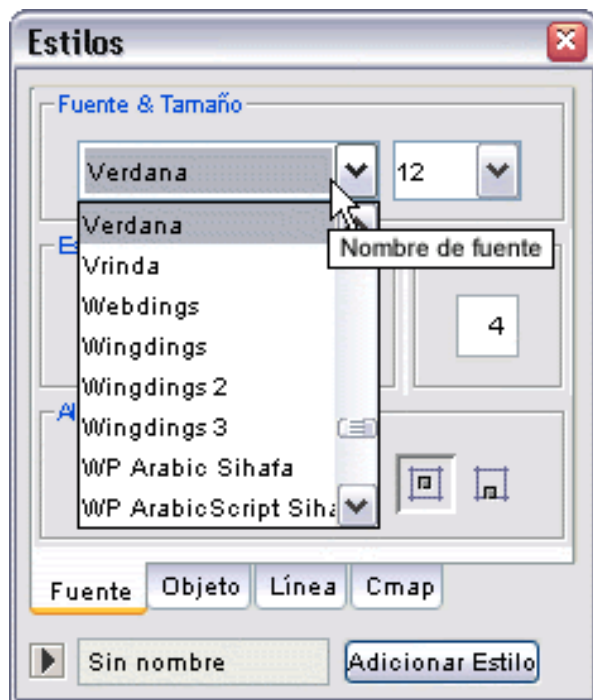 Estilos
Fuente & Tamaño
Verdana
12
Verdana
Vrinda
Nombre de fuente
Webdings
Wingdings
4
Wingdings 2
Wingdings 3
WP Arabic Sihafa
WP ArabicScript
Fuente Objeto Línea Cmap
Sin nombre
Adicionar Estilo